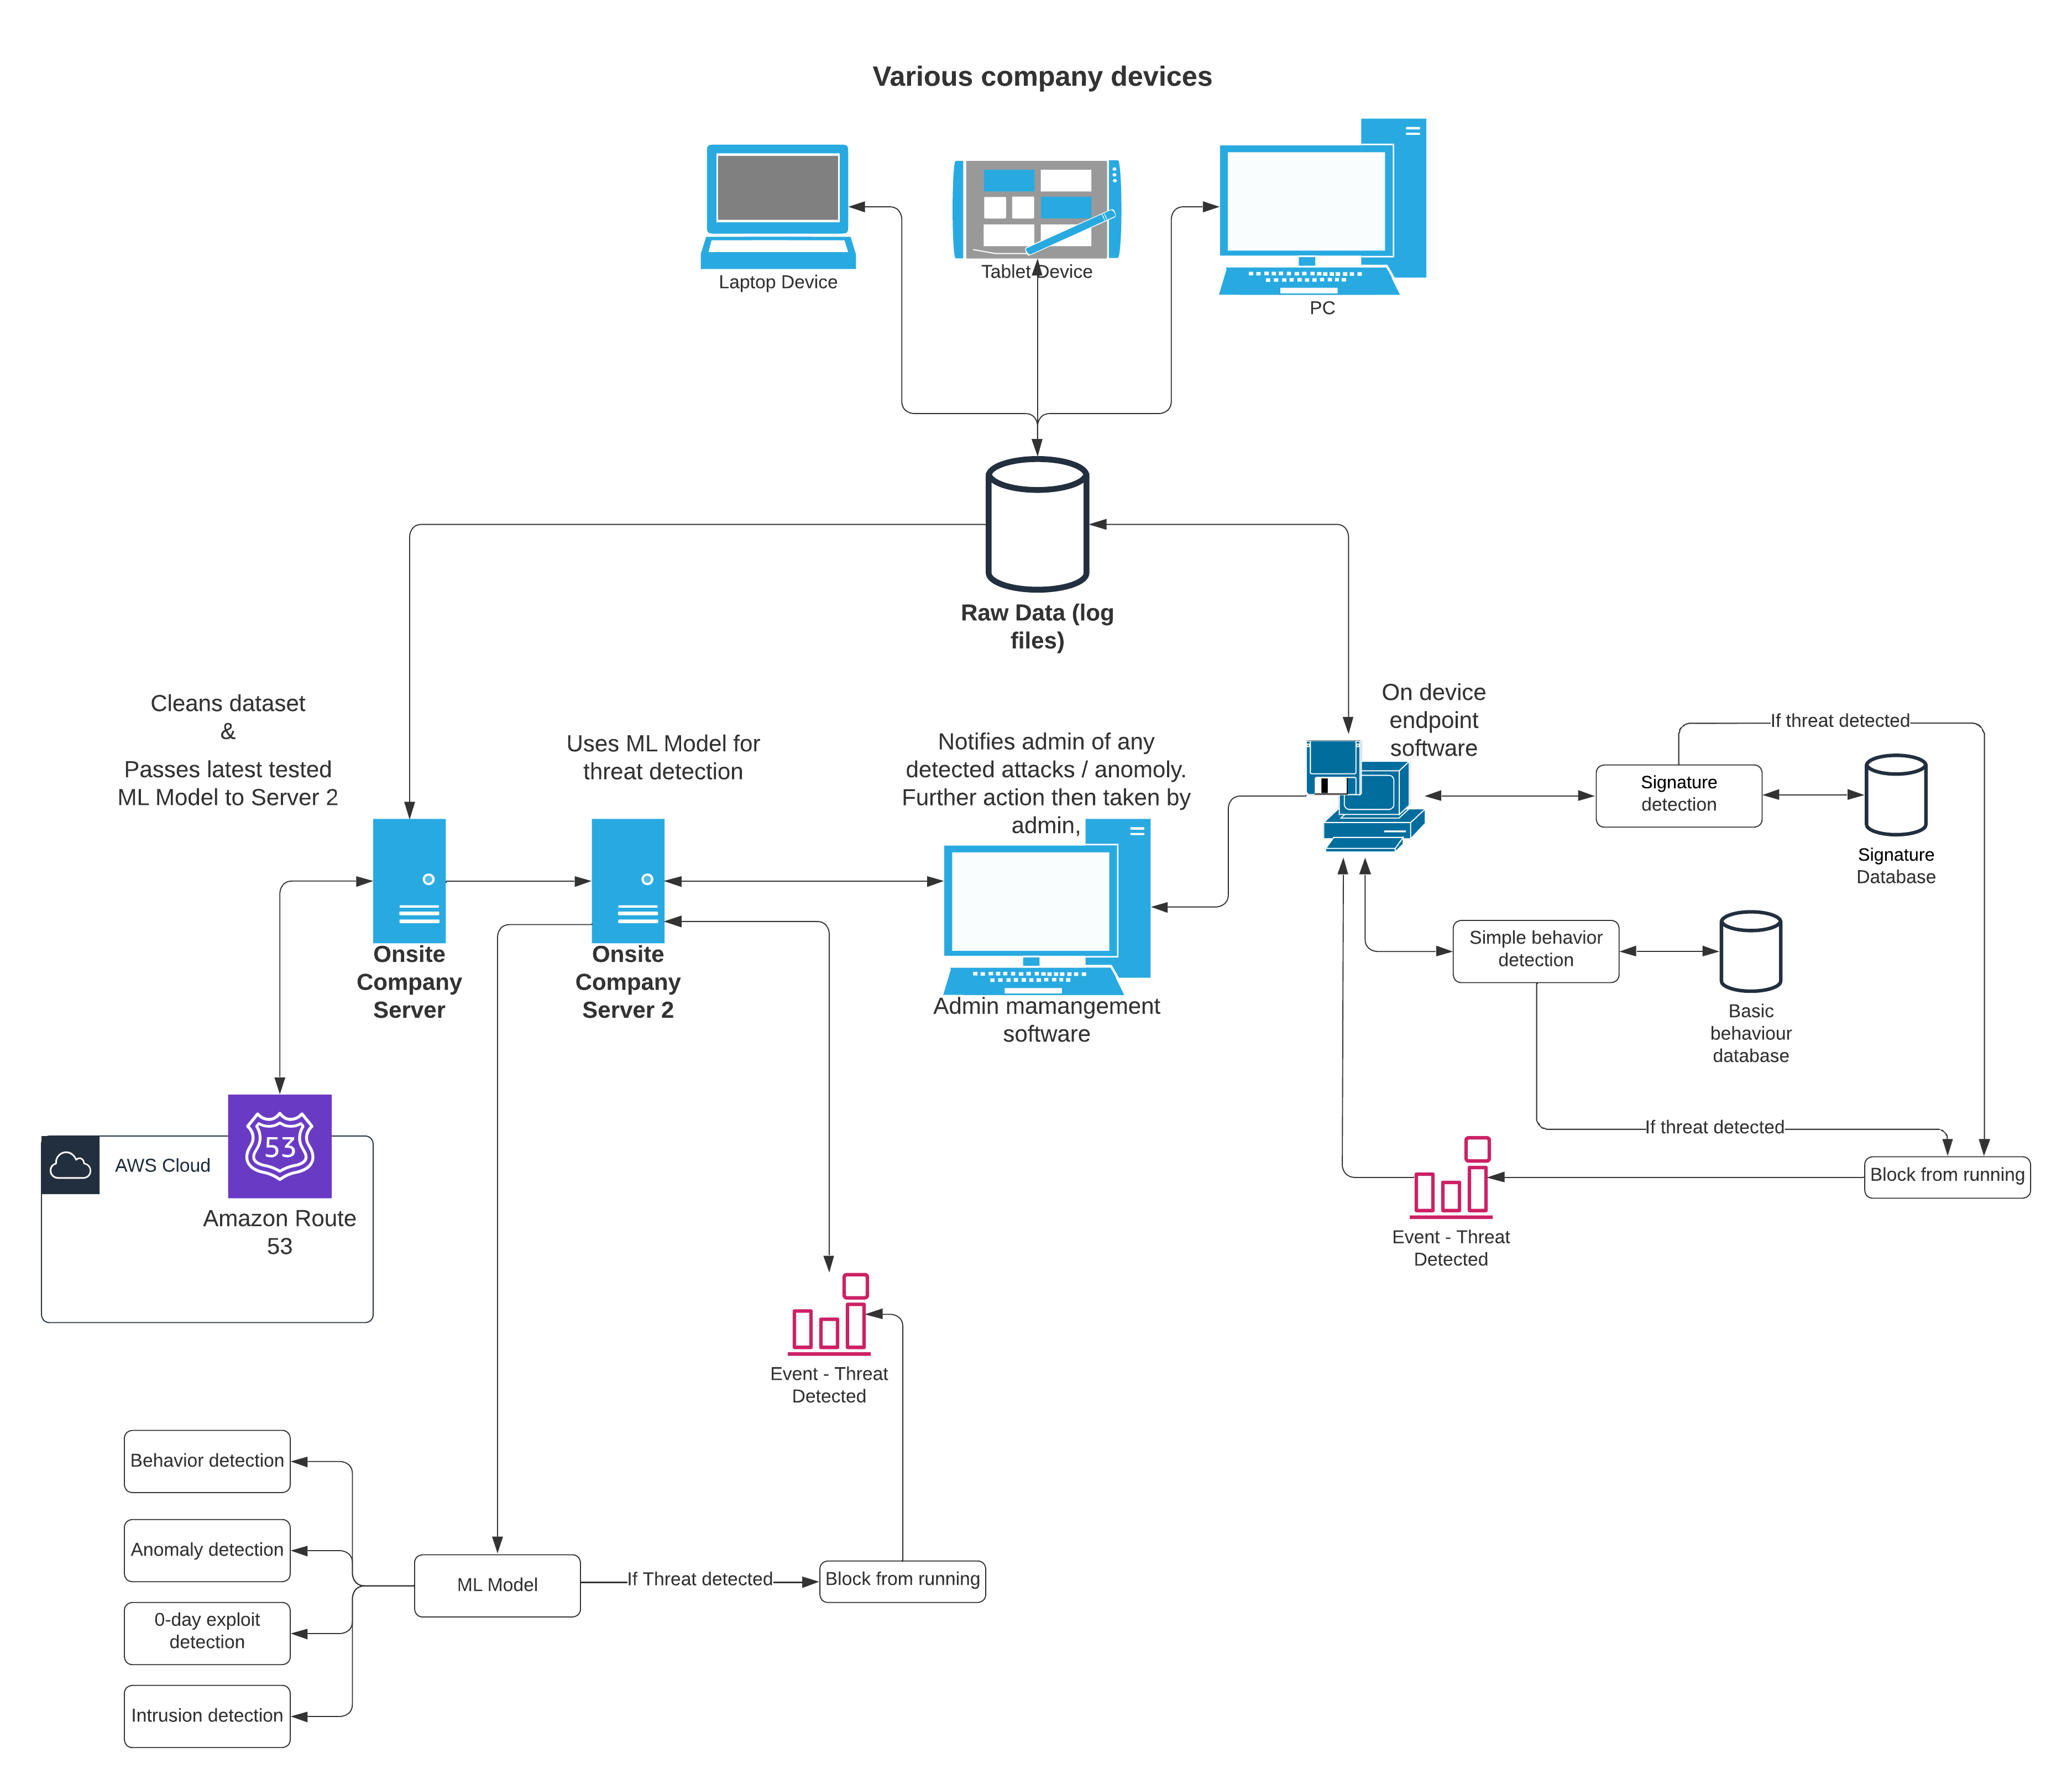 Various company devices
Laptop Device
Tablet Device
PC
Raw Data (log
files)
Cleans dataset
&
Passes latest tested
ML Model to Server 2
Uses ML Model for
threat detection
Notifies admin of any
detected attacks / anomoly.
Further action then taken by
admin,
On device
endpoint
software
If threat detected
Signature
detection
Signature
Database
Simple behavior
detection
Basic
behaviour
database
Onsite
Company
Server
Onsite
Company
Server 2
Admin mamangement
software
If threat detected
Block from running
Event - Threat
Detected
AWS Cloud
53
Amazon Route
53
Event - Threat
Detected
Behavior detection
Anomaly detection
0-day exploit
detection
Intrusion detection
ML Model
If Threat detected
Block from running